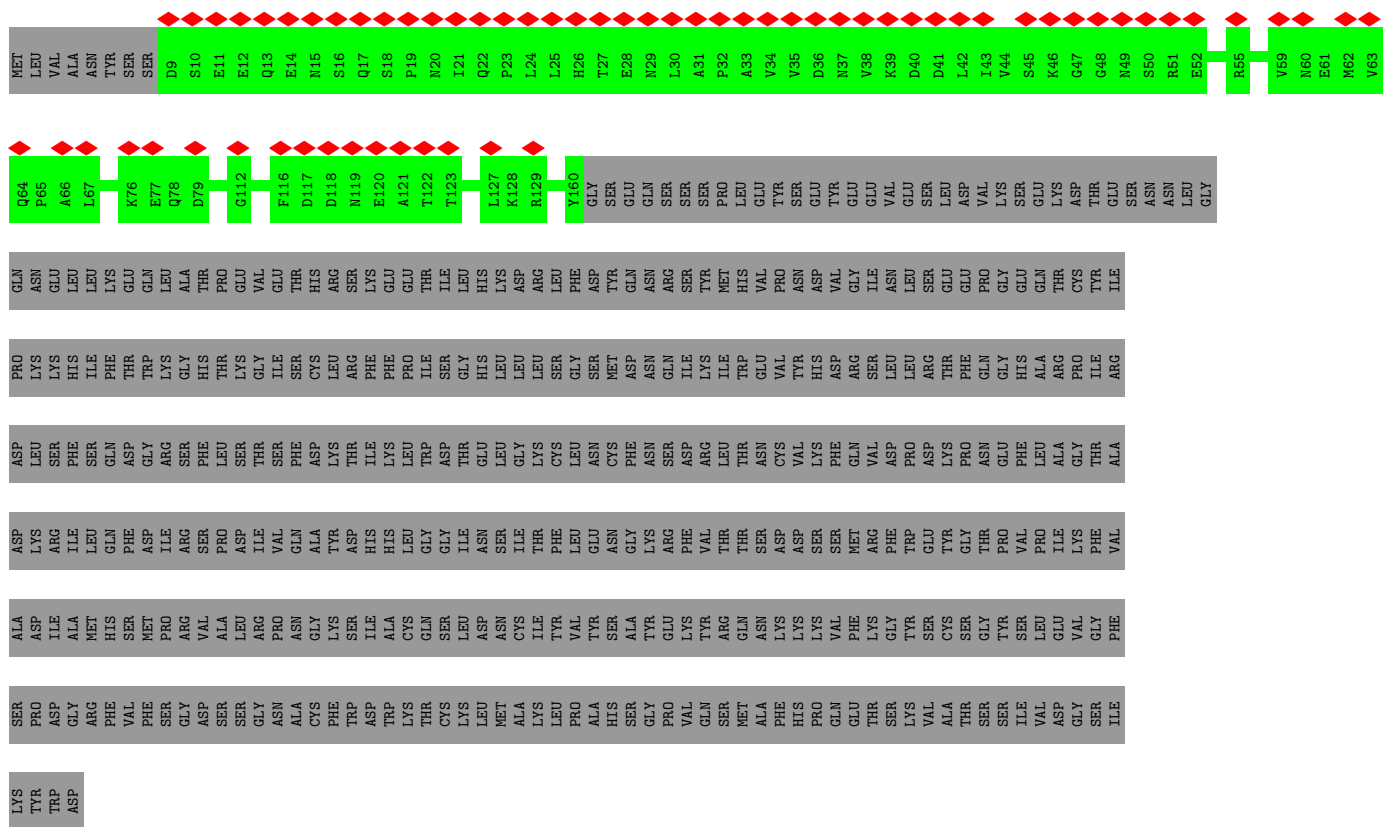 MET LEU VAL ALA ASN TYR SER SER D9 S10 E11 E12 Q13 E14 N15 S16 Q17 S18 P19 N20 I21 Q22 P23 L24 L25 H26 T27 E28 N29 L30 A31 P32 A33 V34 V35 D36 N37 V38 K39 D40 D41 L42 I43 V44 S45 K46 G47 G48 N49 S50 R51 E52 R55 V59 N60 E61 M62 V63
Q64 P65 A66 L67 K76 E77 Q78 D79 G112 F116 D117 D118 N119 E120 A121 T122 T123 L127 K128 R129 Y160 GLY SER GLU GLN SER SER SER PRO LEU GLU TYR SER GLU TYR GLU GLU VAL GLU SER LEU ASP VAL LYS SER GLU LYS ASP THR GLU SER ASN ASN LEU GLY
GLN ASN GLU LEU LEU LYS GLU GLN LEU ALA THR PRO GLU VAL GLU THR HIS ARG SER LYS GLU GLU THR ILE LEU HIS LYS ASP ARG LEU PHE ASP TYR GLN ASN ARG SER TYR MET HIS VAL PRO ASN ASP VAL GLY ILE ASN LEU SER GLU GLU PRO GLY GLU GLN THR CYS TYR ILE
PRO LYS LYS HIS ILE PHE THR TRP LYS GLY HIS THR LYS GLY ILE SER CYS LEU ARG PHE PHE PRO ILE SER GLY HIS LEU LEU LEU SER GLY SER MET ASP ASN GLN ILE LYS ILE TRP GLU VAL TYR HIS ASP ARG SER LEU LEU ARG THR PHE GLN GLY HIS ALA ARG PRO ILE ARG
ASP LEU SER PHE SER GLN ASP GLY ARG SER PHE LEU SER THR SER PHE ASP LYS THR ILE LYS LEU TRP ASP THR GLU LEU GLY LYS CYS LEU ASN CYS PHE ASN SER ASP ARG LEU THR ASN CYS VAL LYS PHE GLN VAL ASP PRO ASP LYS PRO ASN GLU PHE LEU ALA GLY THR ALA
ASP LYS ARG ILE LEU GLN PHE ASP ILE ARG SER PRO ASP ILE VAL GLN ALA TYR ASP HIS HIS LEU GLY GLY ILE ASN SER ILE THR PHE LEU GLU ASN GLY LYS ARG PHE VAL THR THR SER ASP ASP SER SER MET ARG PHE TRP GLU TYR GLY THR PRO VAL PRO ILE LYS PHE VAL
ALA ASP ILE ALA MET HIS SER MET PRO ARG VAL ALA LEU ARG PRO ASN GLY LYS SER ILE ALA CYS GLN SER LEU ASP ASN CYS ILE TYR VAL TYR SER ALA TYR GLU LYS TYR ARG GLN ASN LYS LYS LYS VAL PHE LYS GLY TYR SER CYS SER GLY TYR SER LEU GLU VAL GLY PHE
SER PRO ASP GLY ARG PHE VAL PHE SER GLY ASP SER SER GLY ASN ALA CYS PHE TRP ASP TRP LYS THR CYS LYS LEU MET ALA LYS LEU PRO ALA HIS SER GLY PRO VAL GLN SER MET ALA PHE HIS PRO GLN GLU THR SER LYS VAL ALA THR SER SER ILE VAL ASP GLY SER ILE
LYS TYR TRP ASP